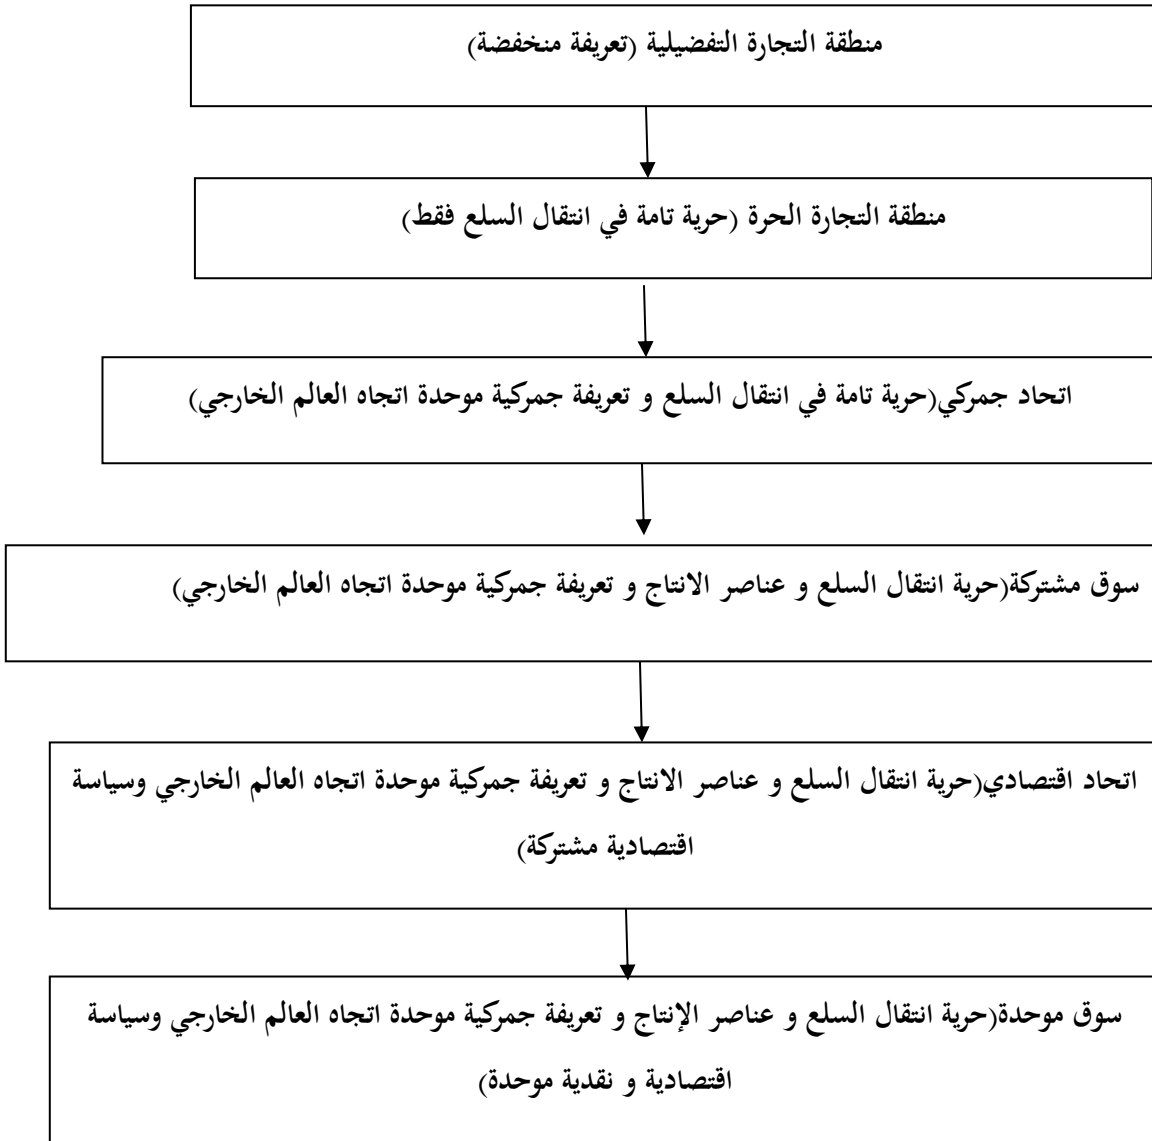 منطقة التجارة التفضيلية (تعريفة منخفضة)
منطقة التجارة الحرة (حرية تامة في انتقال السلع فقط)
اتحاد جمركي(حرية تامة في انتقال السلع و تعريفة جمركية موحدة اتجاه العالم الخارجي)
سوق مشتركة(حرية انتقال السلع و عناصر الانتاج و تعريفة جمركية موحدة اتجاه العالم الخارجي)
اتحاد اقتصادي(حرية انتقال السلع و عناصر الانتاج و تعريفة جمركية موحدة اتجاه العالم الخارجي وسياسة
اقتصادية مشتركة)
سوق موحدة(حرية انتقال السلع و عناصر الإنتاج و تعريفة جمركية موحدة اتجاه العالم الخارجي وسياسة
اقتصادية و نقدية موحدة)